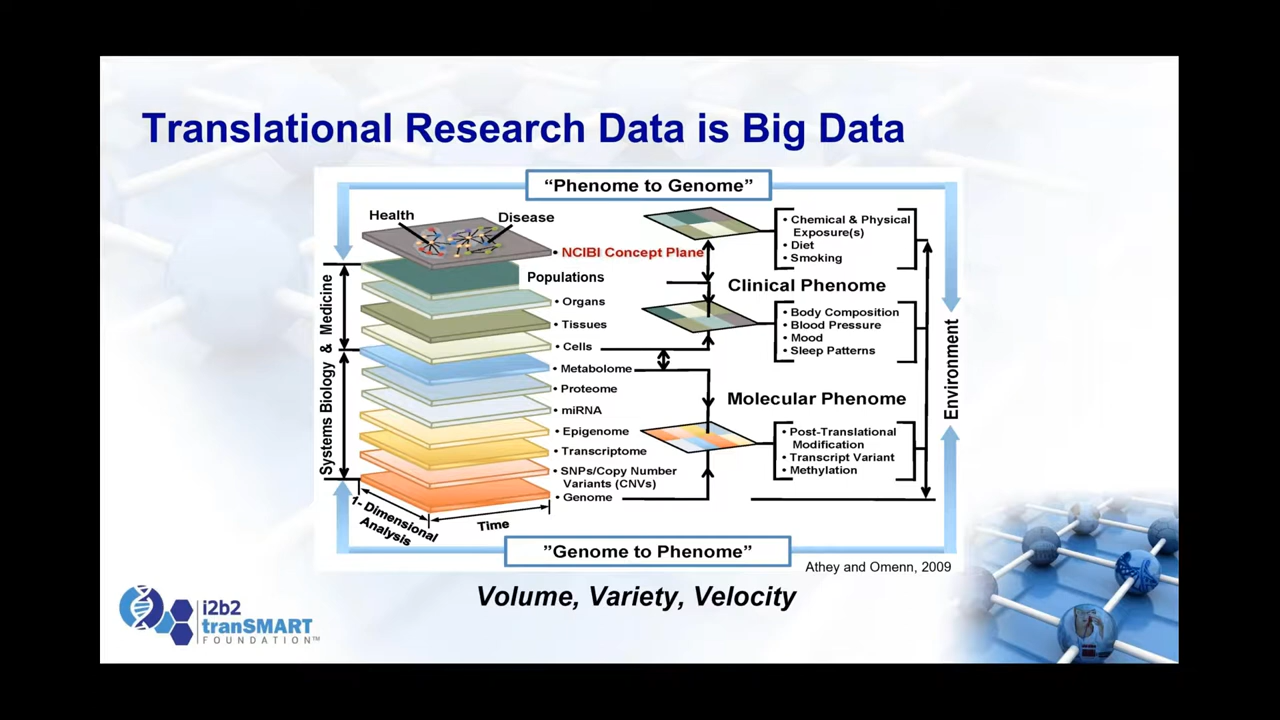 Translational Research Data is Big Data
“Phenome to Genome”
Health
Disease
• NCIBI Concept Plane
Populations
• Organs
• Tissues
• Cells
• Metabolome
• Proteome
• miRNA
• Epigenome
• Transcriptome
• SNPs/Copy Number
Variants (CNVs)
• Genome
Systems Biology & Medicine
1- Dimensional
Analysis
Time
• Chemical & Physical
Exposure(s)
• Diet
• Smoking
Clinical Phenome
• Body Composition
• Blood Pressure
• Mood
• Sleep Patterns
Molecular Phenome
• Post-Translational
Modification
• Transcript Variant
• Methylation
Environment
”Genome to Phenome”
Athey and Omenn, 2009
Volume, Variety, Velocity
i2b2
tranSMART
FOUNDATION™